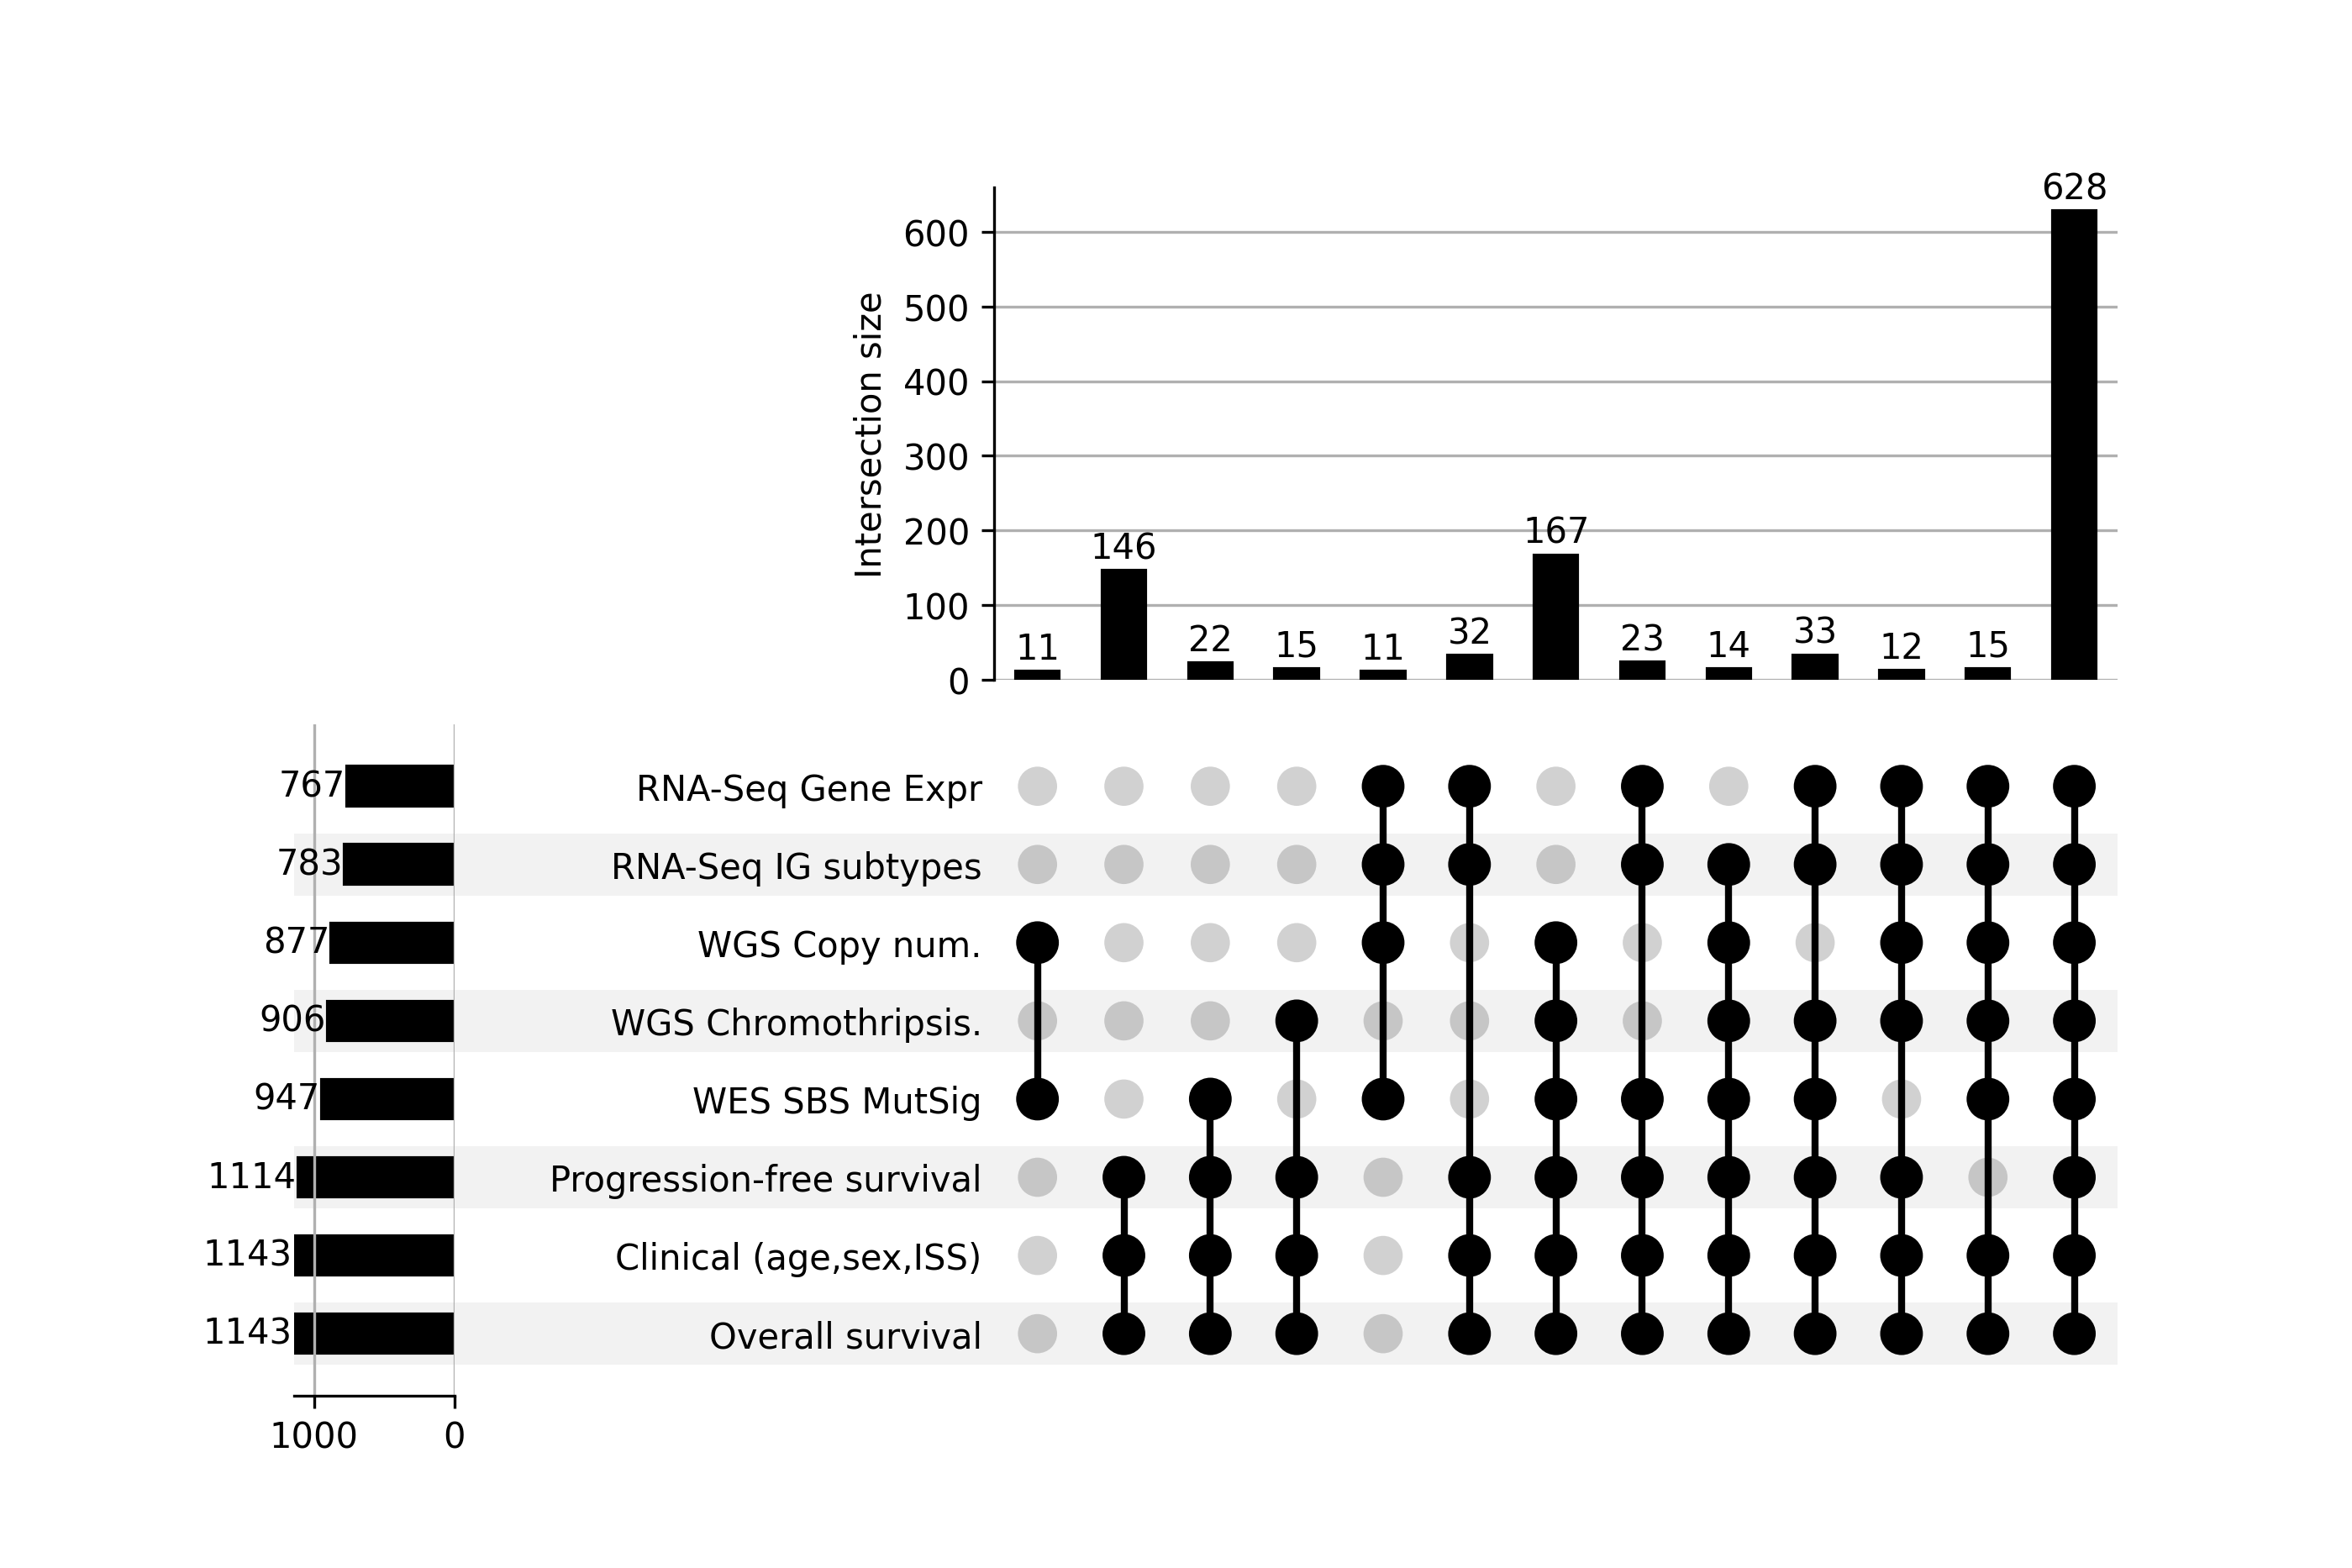 628
600
500
400
300
200
100
0
Intersection size
146
167
11
22
15
11
32
23
14
33
12
15
767 RNA-Seq Gene Expr
783 RNA-Seq IG subtypes
877 WGS Copy num.
906 WGS Chromothripsis.
947 WES SBS MutSig
1114 Progression-free survival
1143 Clinical (age,sex,ISS)
1143 Overall survival
1000 0